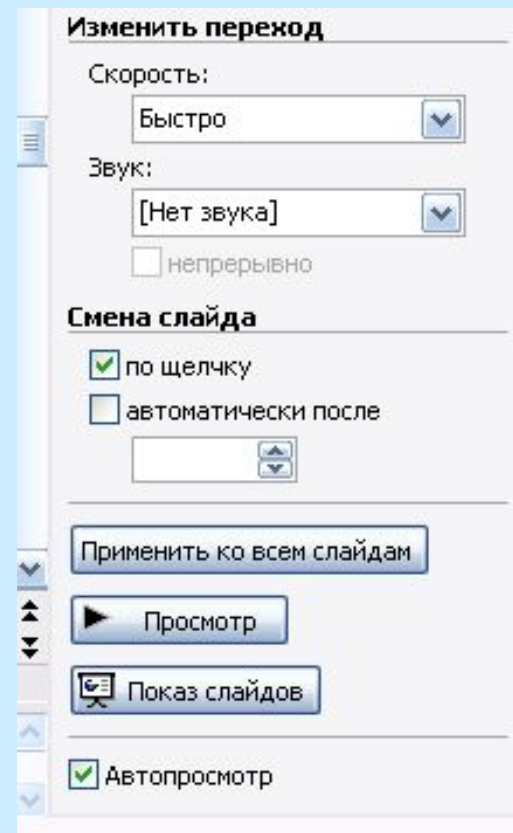 Изменить переход
Скорость:
Быстро
Звук:
[Нет звука]
непрерывно
Смена слайда
по щелчку
автоматически после
Применить ко всем слайдам
Просмотр
Показ слайдов
Автопросмотр